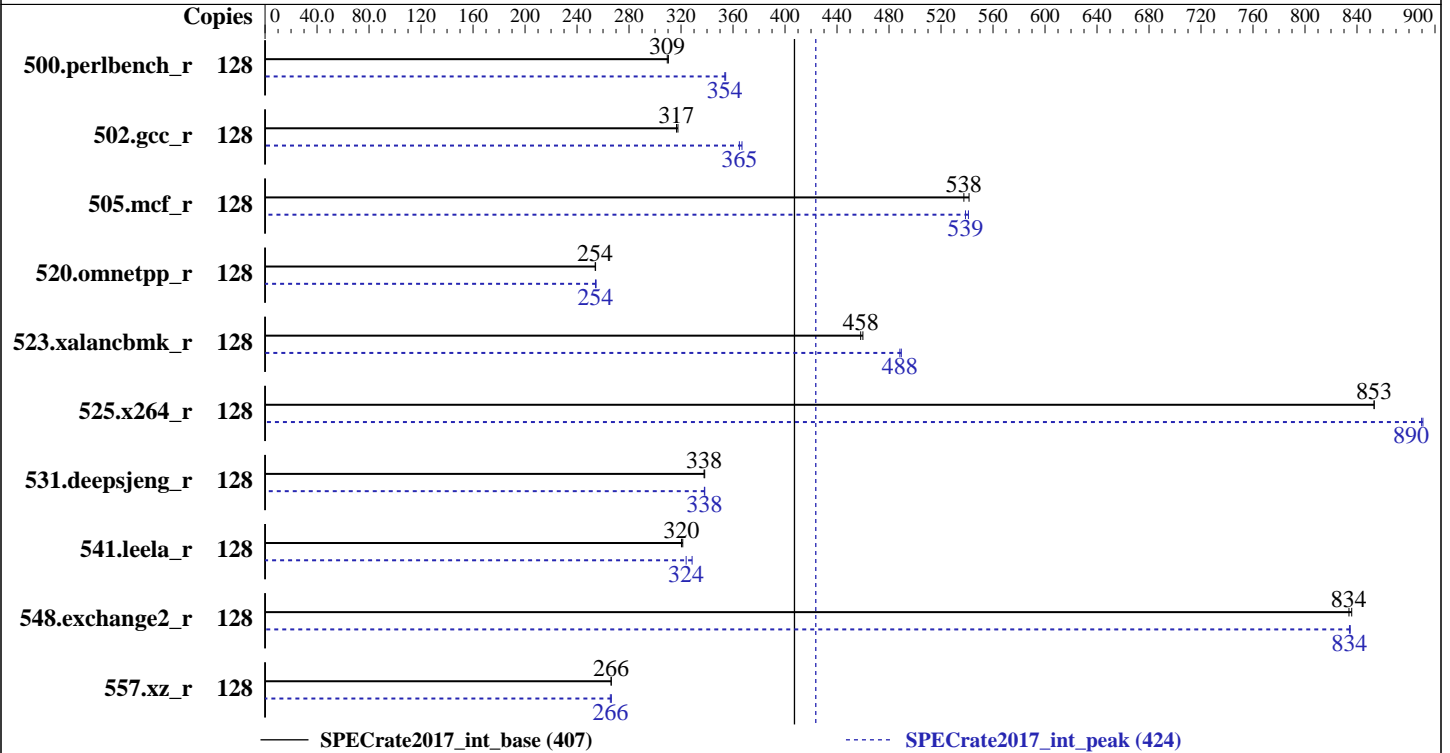 Copies 0 40.0 80.0 120 160 200 240 280 320 360 400 440 480 520 560 600 640 680 720 760 800 840 900
309
500.perlbench_r 128
354
317
502.gcc_r 128
365
538
505.mcf_r 128
539
254
520.omnetpp_r 128
254
458
523.xalancbmk_r 128
488
853
525.x264_r 128
890
338
531.deepsjeng_r 128
338
320
541.leela_r 128
324
834
548.exchange2_r 128
834
266
557.xz_r 128
266
SPECrate2017_int_base (407) SPECrate2017_int_peak (424)